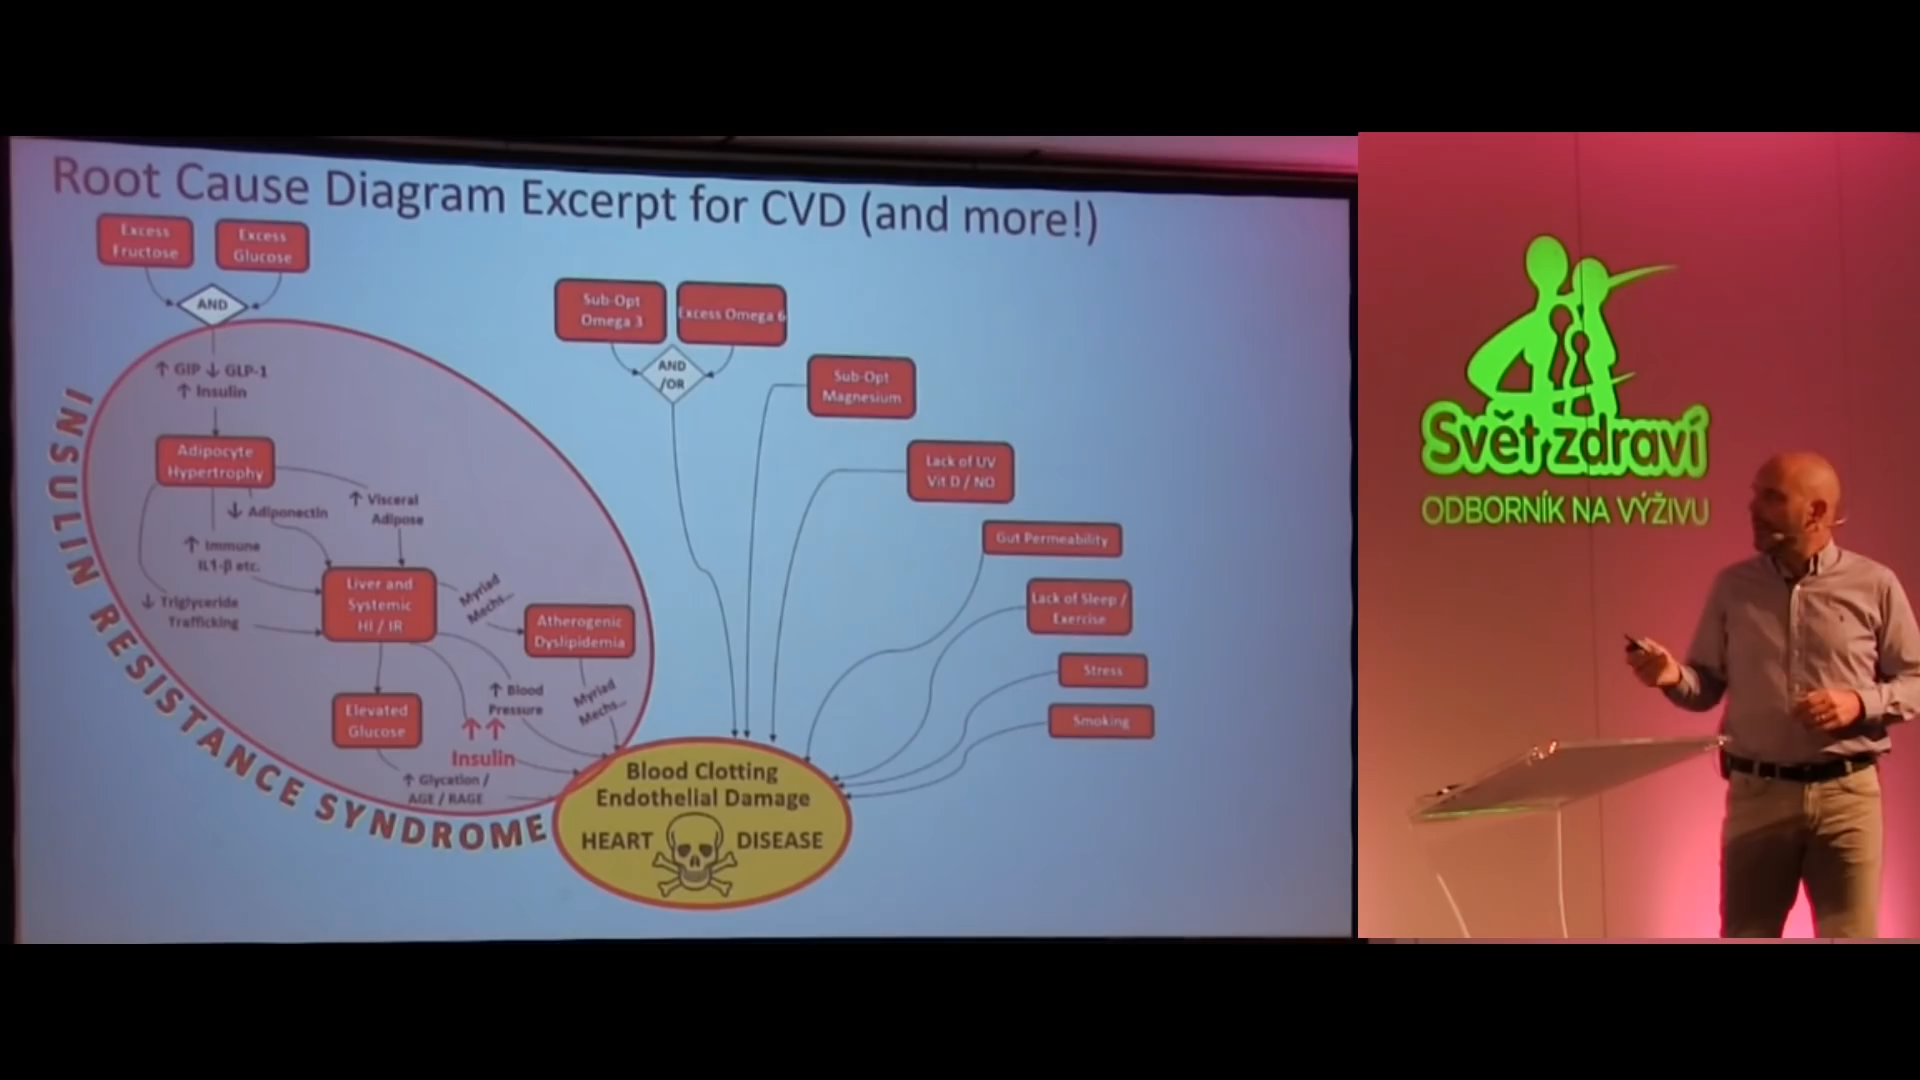 Root Cause Diagram Excerpt for CVD (and more!)
Excess
Fructose
Excess
Glucose
AND
↑ GIP ↓ GLP-1
↑ Insulin
Adipocyte
Hypertrophy
↓ Adiponectin
↑ Visceral
Adipose
↑ Immune
IL1-β etc.
↓ Triglyceride
Trafficking
Liver and
Systemic
HI / IR
Myriad
Mechs...
Atherogenic
Dyslipidemia
Elevated
Glucose
↑ Blood
Pressure
Myriad
Mechs...
↑↑
Insulin
↑ Glycation /
AGE / RAGE
INSULIN RESISTANCE SYNDROME
Sub-Opt
Omega 3
Excess Omega 6
AND
/OR
Sub-Opt
Magnesium
Lack of UV
Vit D / NO
Gut Permeability
Lack of Sleep /
Exercise
Stress
Smoking
Blood Clotting
Endothelial Damage
HEART DISEASE
Svět zdraví
ODBORNÍK NA VÝŽIVU